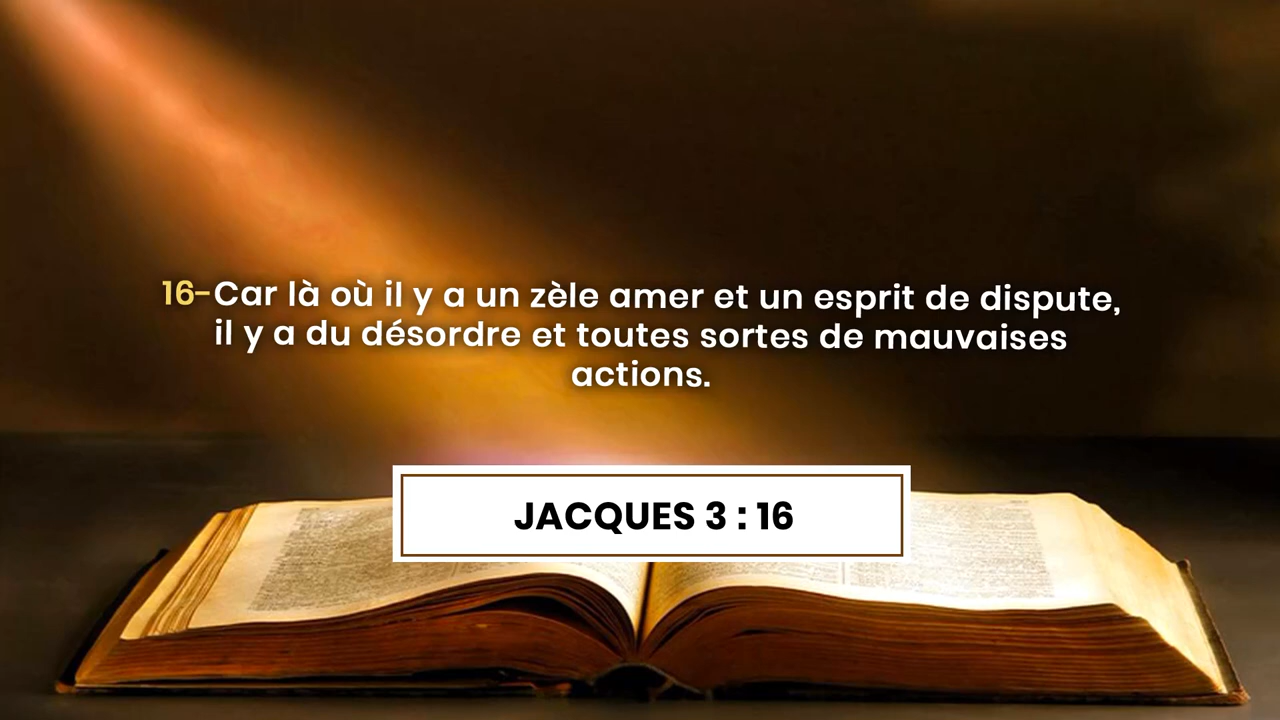 16-Car là où il y a un zèle amer et un esprit de dispute,
il y a du désordre et toutes sortes de mauvaises
actions.
JACQUES 3 : 16